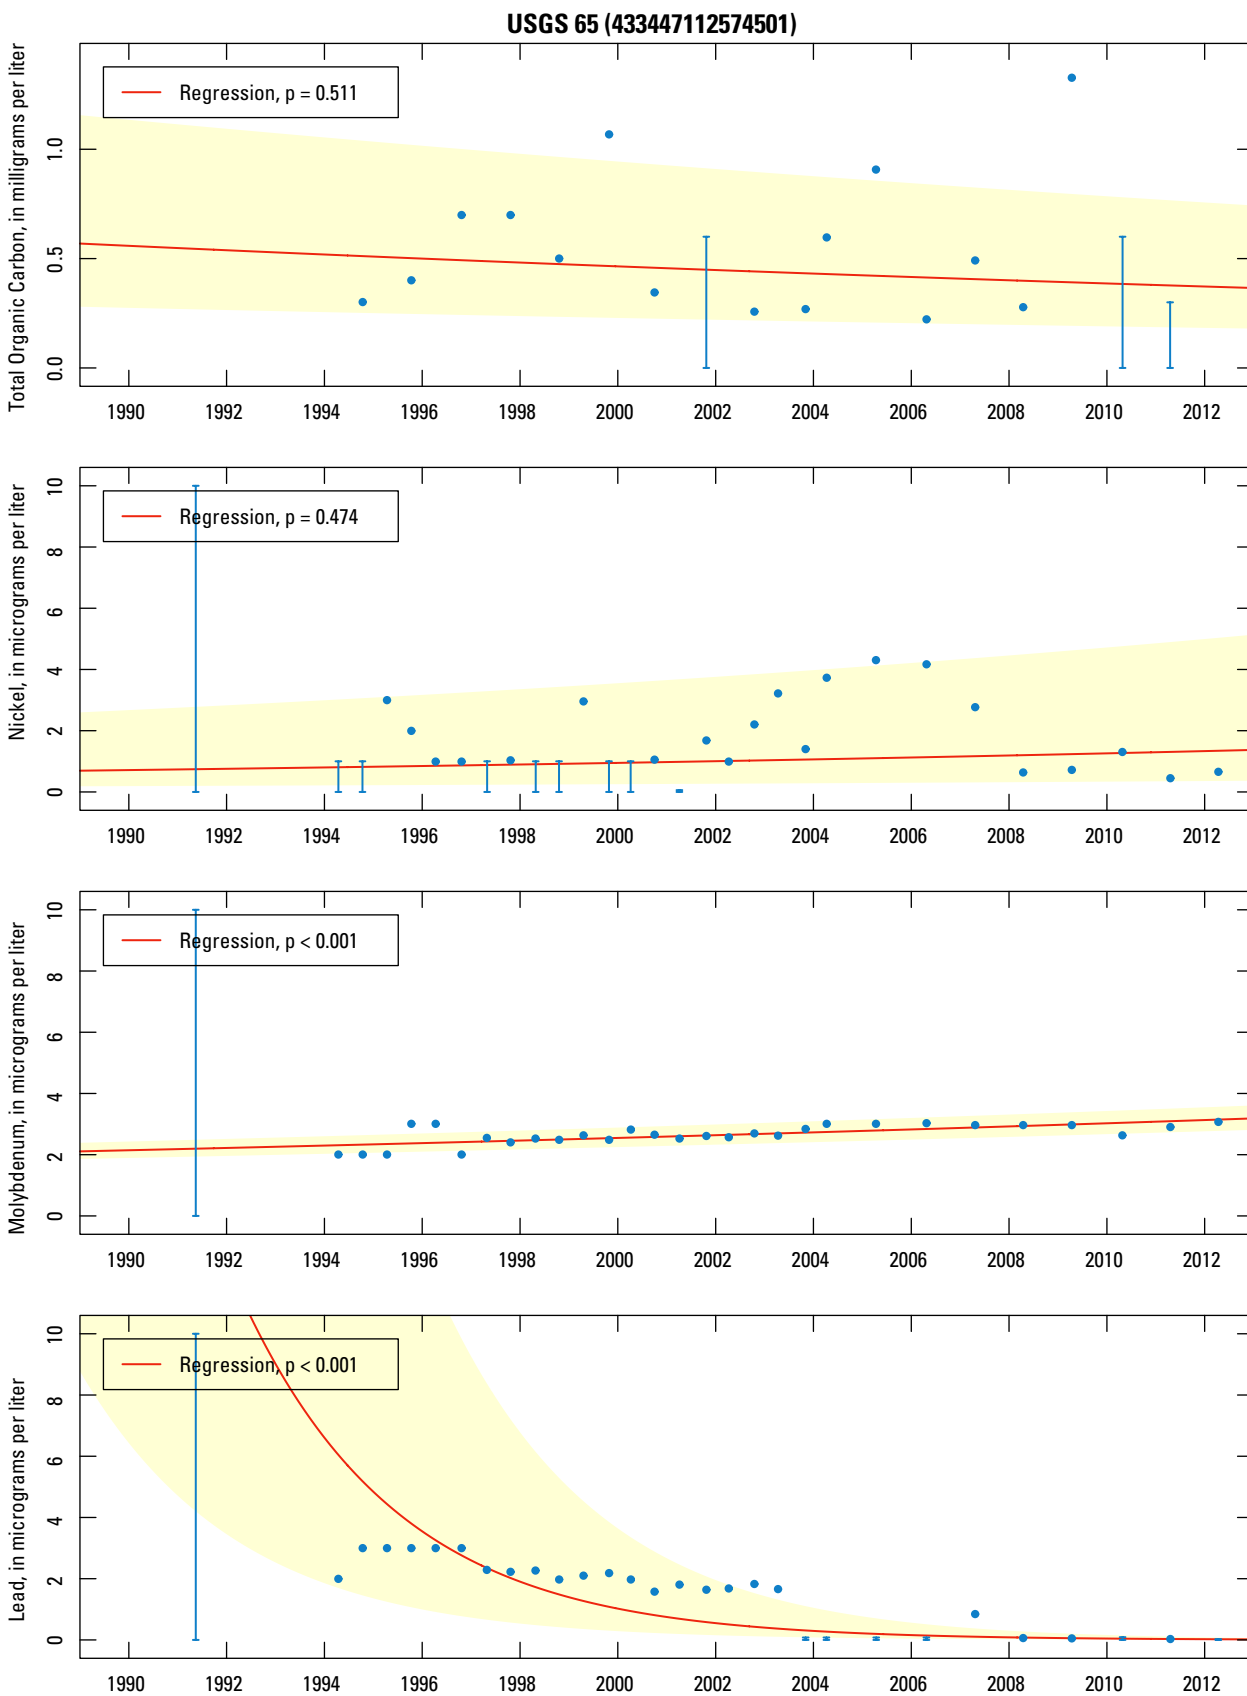 USGS 65 (433447112574501)
Total Organic Carbon, in milligrams per liter
Regression, p = 0.511
1.0
0.5
0.0
1990 1992 1994 1996 1998 2000 2002 2004 2006 2008 2010 2012
Nickel, in micrograms per liter
Regression, p = 0.474
10
8
6
4
2
0
1990 1992 1994 1996 1998 2000 2002 2004 2006 2008 2010 2012
Molybdenum, in micrograms per liter
Regression, p < 0.001
10
8
6
4
2
0
1990 1992 1994 1996 1998 2000 2002 2004 2006 2008 2010 2012
Lead, in micrograms per liter
Regression, p < 0.001
10
8
6
4
2
0
1990 1992 1994 1996 1998 2000 2002 2004 2006 2008 2010 2012